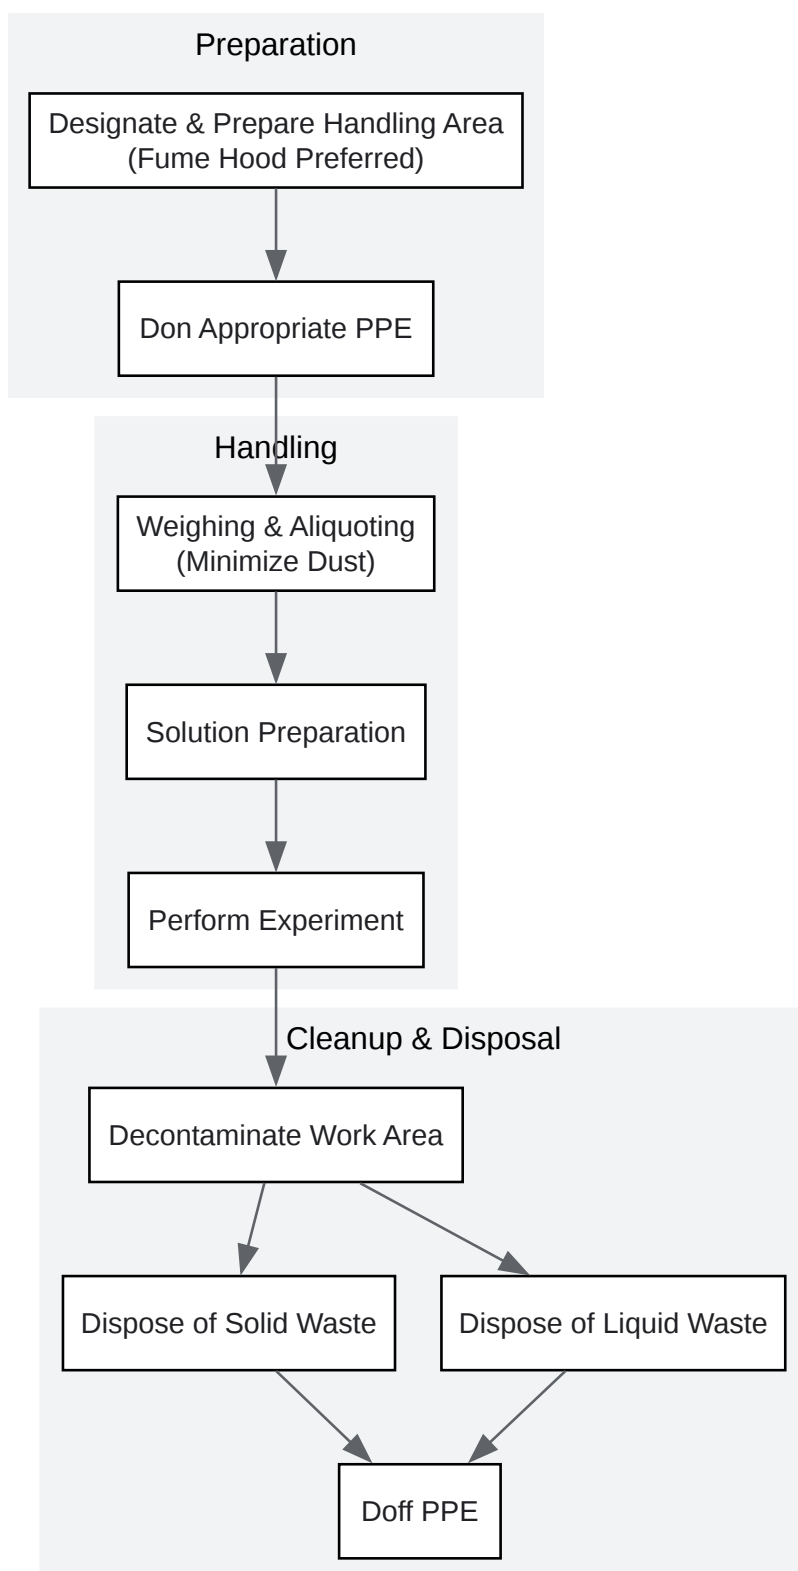 Preparation
Designate & Prepare Handling Area
(Fume Hood Preferred)
Don Appropriate PPE
Handling
Weighing & Aliquoting
(Minimize Dust)
Solution Preparation
Perform Experiment
Cleanup & Disposal
Decontaminate Work Area
Dispose of Solid Waste
Dispose of Liquid Waste
Doff PPE